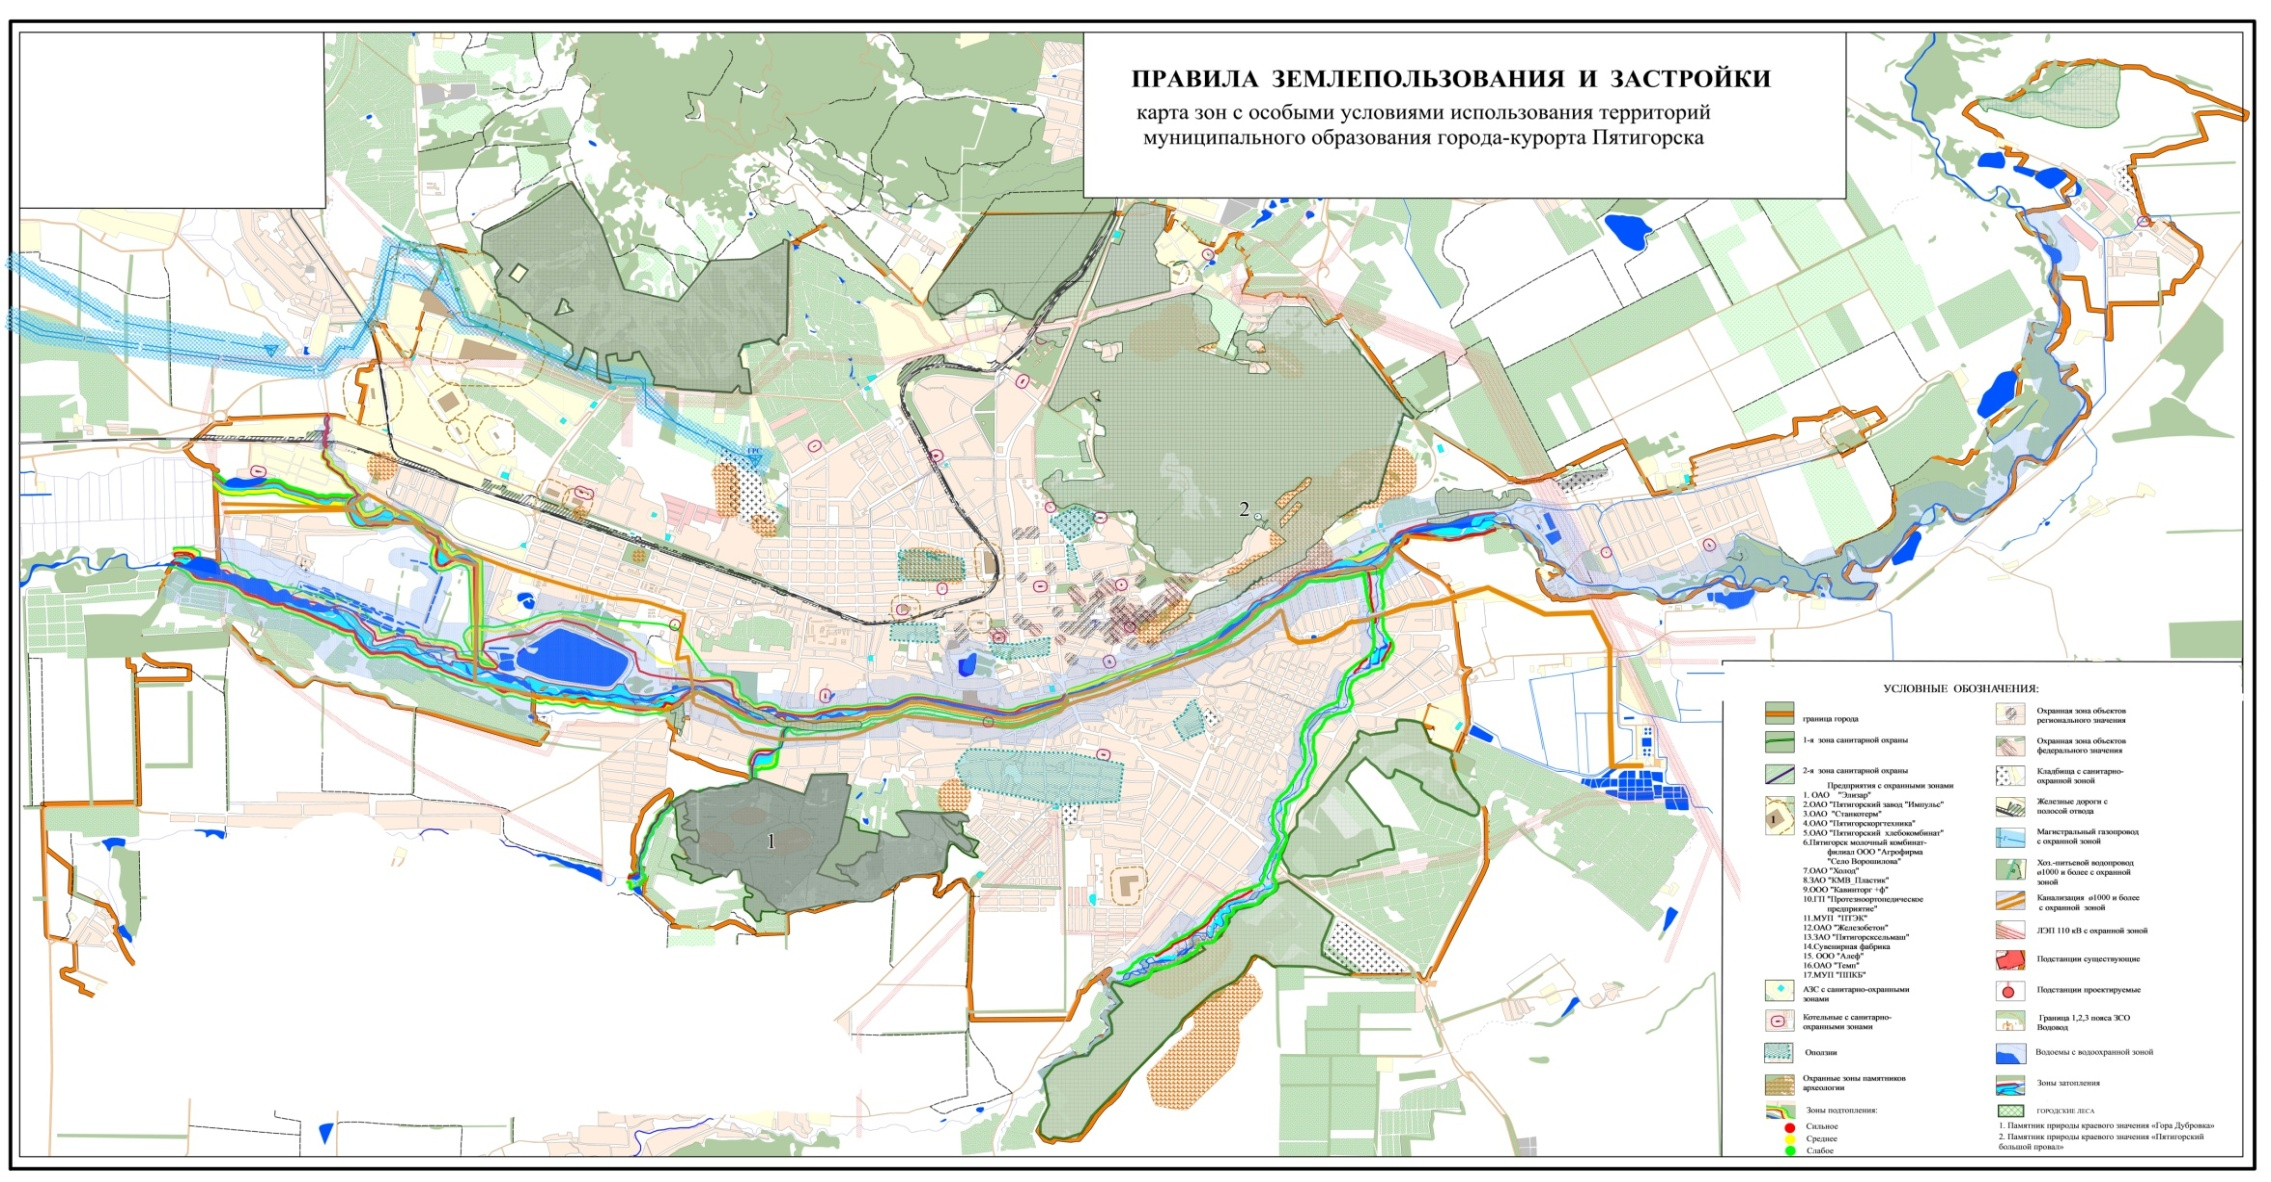 ПРАВИЛА ЗЕМЛЕПОЛЬЗОВАНИЯ И ЗАСТРОЙКИ
карта зон с особыми условиями использования территорий
муниципального образования города-курорта Пятигорска
ГРС
2
1
УСЛОВНЫЕ ОБОЗНАЧЕНИЯ:
граница города
1-я зона санитарной охраны
2-я зона санитарной охраны
Предприятия с охранными зонами
1. ОАО "Элизар"
2.ОАО "Пятигорский завод "Импульс"
3.ОАО "Станкотерм"
4.ОАО "Пятигорскоргтехника"
5.ОАО "Пятигорский хлебокомбинат"
6.Пятигорск молочный комбинат-
филиал ООО "Агрофирма
"Село Ворошилова"
7.ОАО "Холод"
8.ЗАО "КМВ_Пластик"
9.ООО "Кавинторг +ф"
10.ГП "Протезноортопедическое
предприятие"
11.МУП "ПТЭК"
12.ОАО "Железобетон"
13.ЗАО "Пятигорсксельмаш"
14.Сувенирная фабрика
15. ООО "Алеф"
16.ОАО "Темп"
17.МУП "ППКБ"
1
АЗС с санитарно-охранными
зонами
Котельные с санитарно-
охранными зонами
Оползни
Охранные зоны памятников
археологии
Зоны подтопления:
Сильное
Среднее
Слабое
Охранная зона объектов
регионального значения
Охранная зона объектов
федерального значения
Кладбища с санитарно-
охранной зоной
Железные дороги с
полосой отвода
Магистральный газопровод
с охранной зоной
Хоз.-питьевой водопровод
ø1000 и более с охранной
зоной
Канализация ø1000 и более
с охранной зоной
ЛЭП 110 кВ с охранной зоной
Подстанции существующие
Подстанции проектируемые
Граница 1,2,3 пояса ЗСО
Водовод
Водоемы с водоохранной зоной
Зоны затопления
ГОРОДСКИЕ ЛЕСА
1. Памятник природы краевого значения «Гора Дубровка»
2. Памятник природы краевого значения «Пятигорский
большой провал»